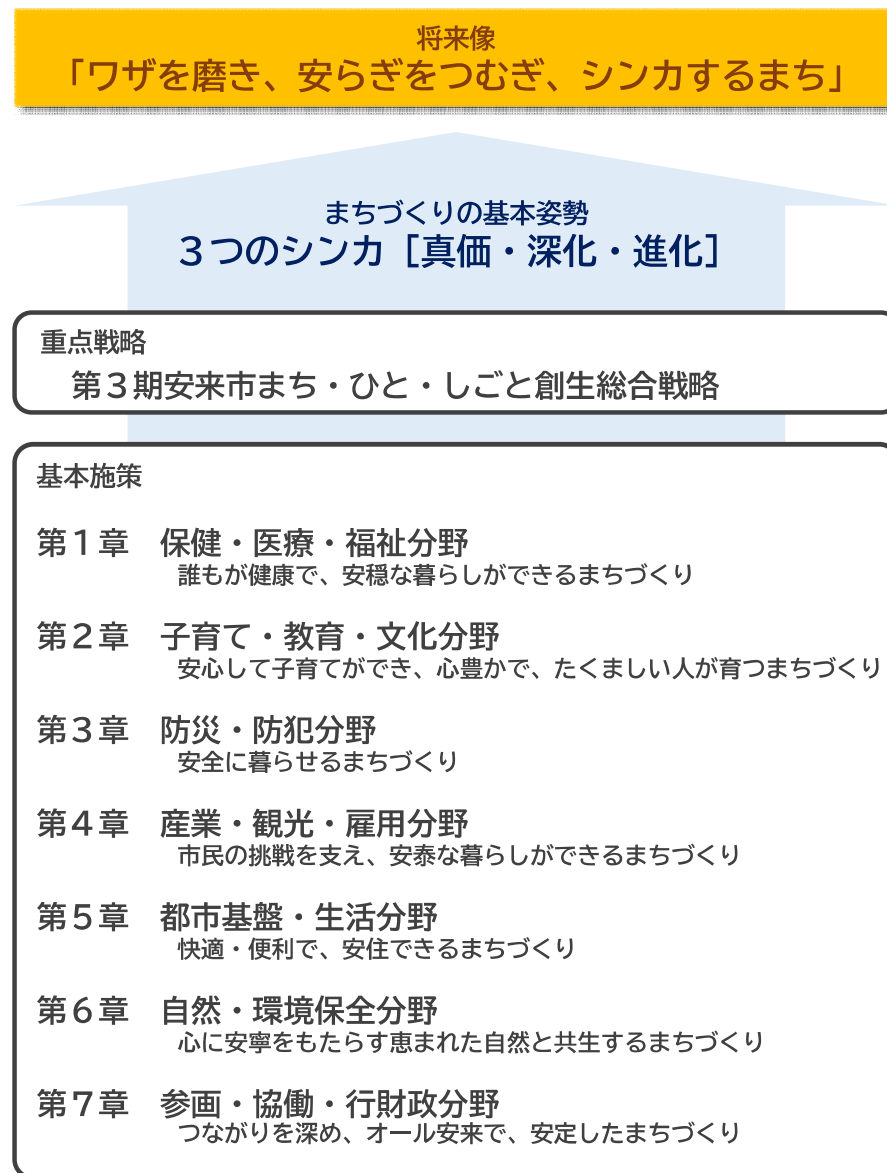 将来像
「ワザを磨き、安らぎをつむぎ、シンカするまち」
まちづくりの基本姿勢
３つのシンカ［真価・深化・進化］
重点戦略
第３期安来市まち・ひと・しごと創生総合戦略
基本施策
第１章　保健・医療・福祉分野
誰もが健康で、安穏な暮らしができるまちづくり
第２章　子育て・教育・文化分野
安心して子育てができ、心豊かで、たくましい人が育つまちづくり
第３章　防災・防犯分野
安全に暮らせるまちづくり
第４章　産業・観光・雇用分野
市民の挑戦を支え、安泰な暮らしができるまちづくり
第５章　都市基盤・生活分野
快適・便利で、安住できるまちづくり
第６章　自然・環境保全分野
心に安寧をもたらす恵まれた自然と共生するまちづくり
第７章　参画・協働・行財政分野
つながりを深め、オール安来で、安定したまちづくり